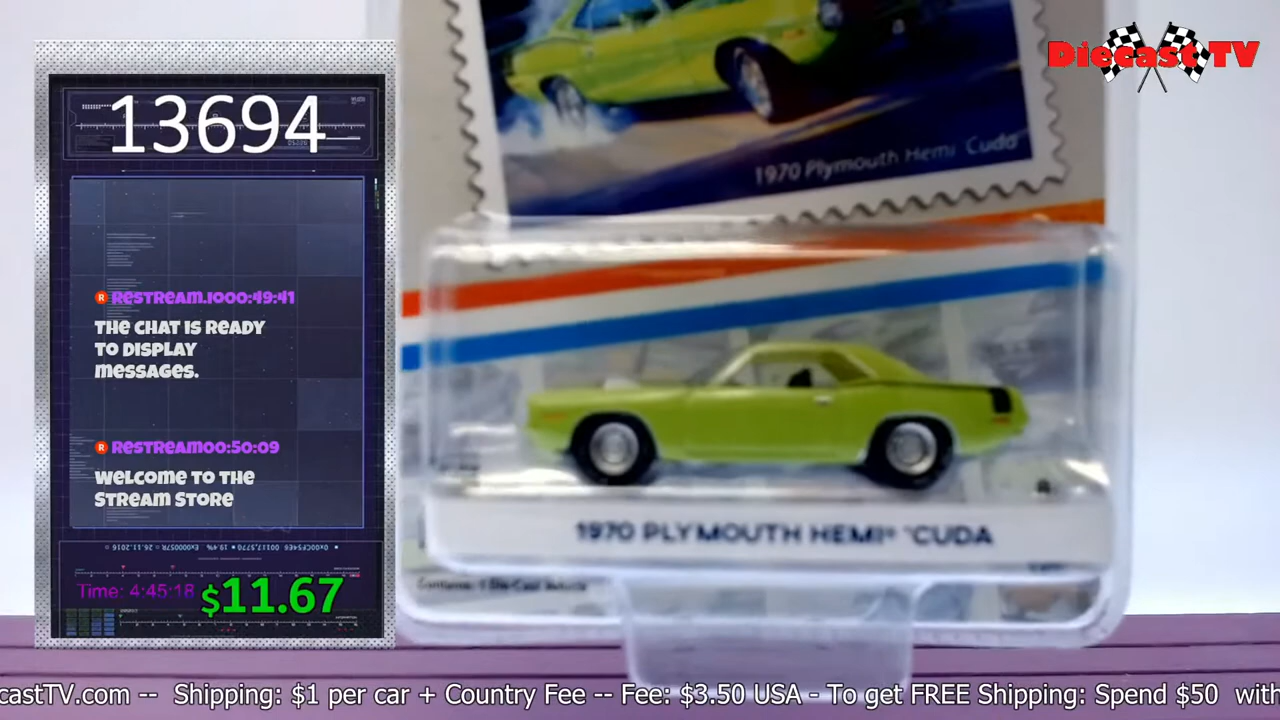 Diecast TV
13694
1970 Plymouth Hemi 'Cuda
Restream.1000:49:41
THE CHAT IS READY
TO DISPLAY
MESSAGES.
Restream00:50:09
WELCOME TO THE
STREAM STORE
1970 PLYMOUTH HEMI® 'CUDA
Time: 4:45:18 $11.67
castTV.com -- Shipping: $1 per car + Country Fee -- Fee: $3.50 USA - To get FREE Shipping: Spend $50 with